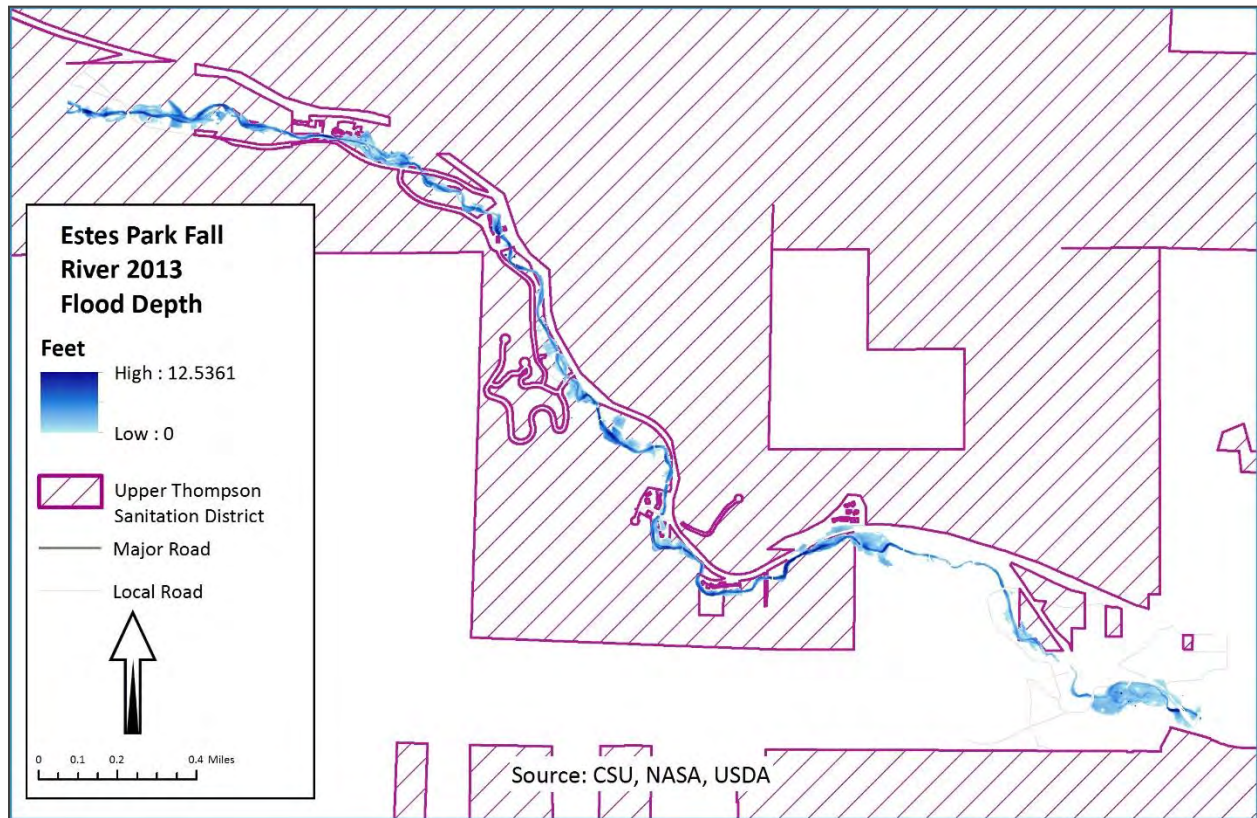 Estes Park Fall
River 2013
Flood Depth
Feet
High : 12.5361
Low : 0
Upper Thompson
Sanitation District
Major Road
Local Road
0 0.1 0.2 0.4 Miles
Source: CSU, NASA, USDA